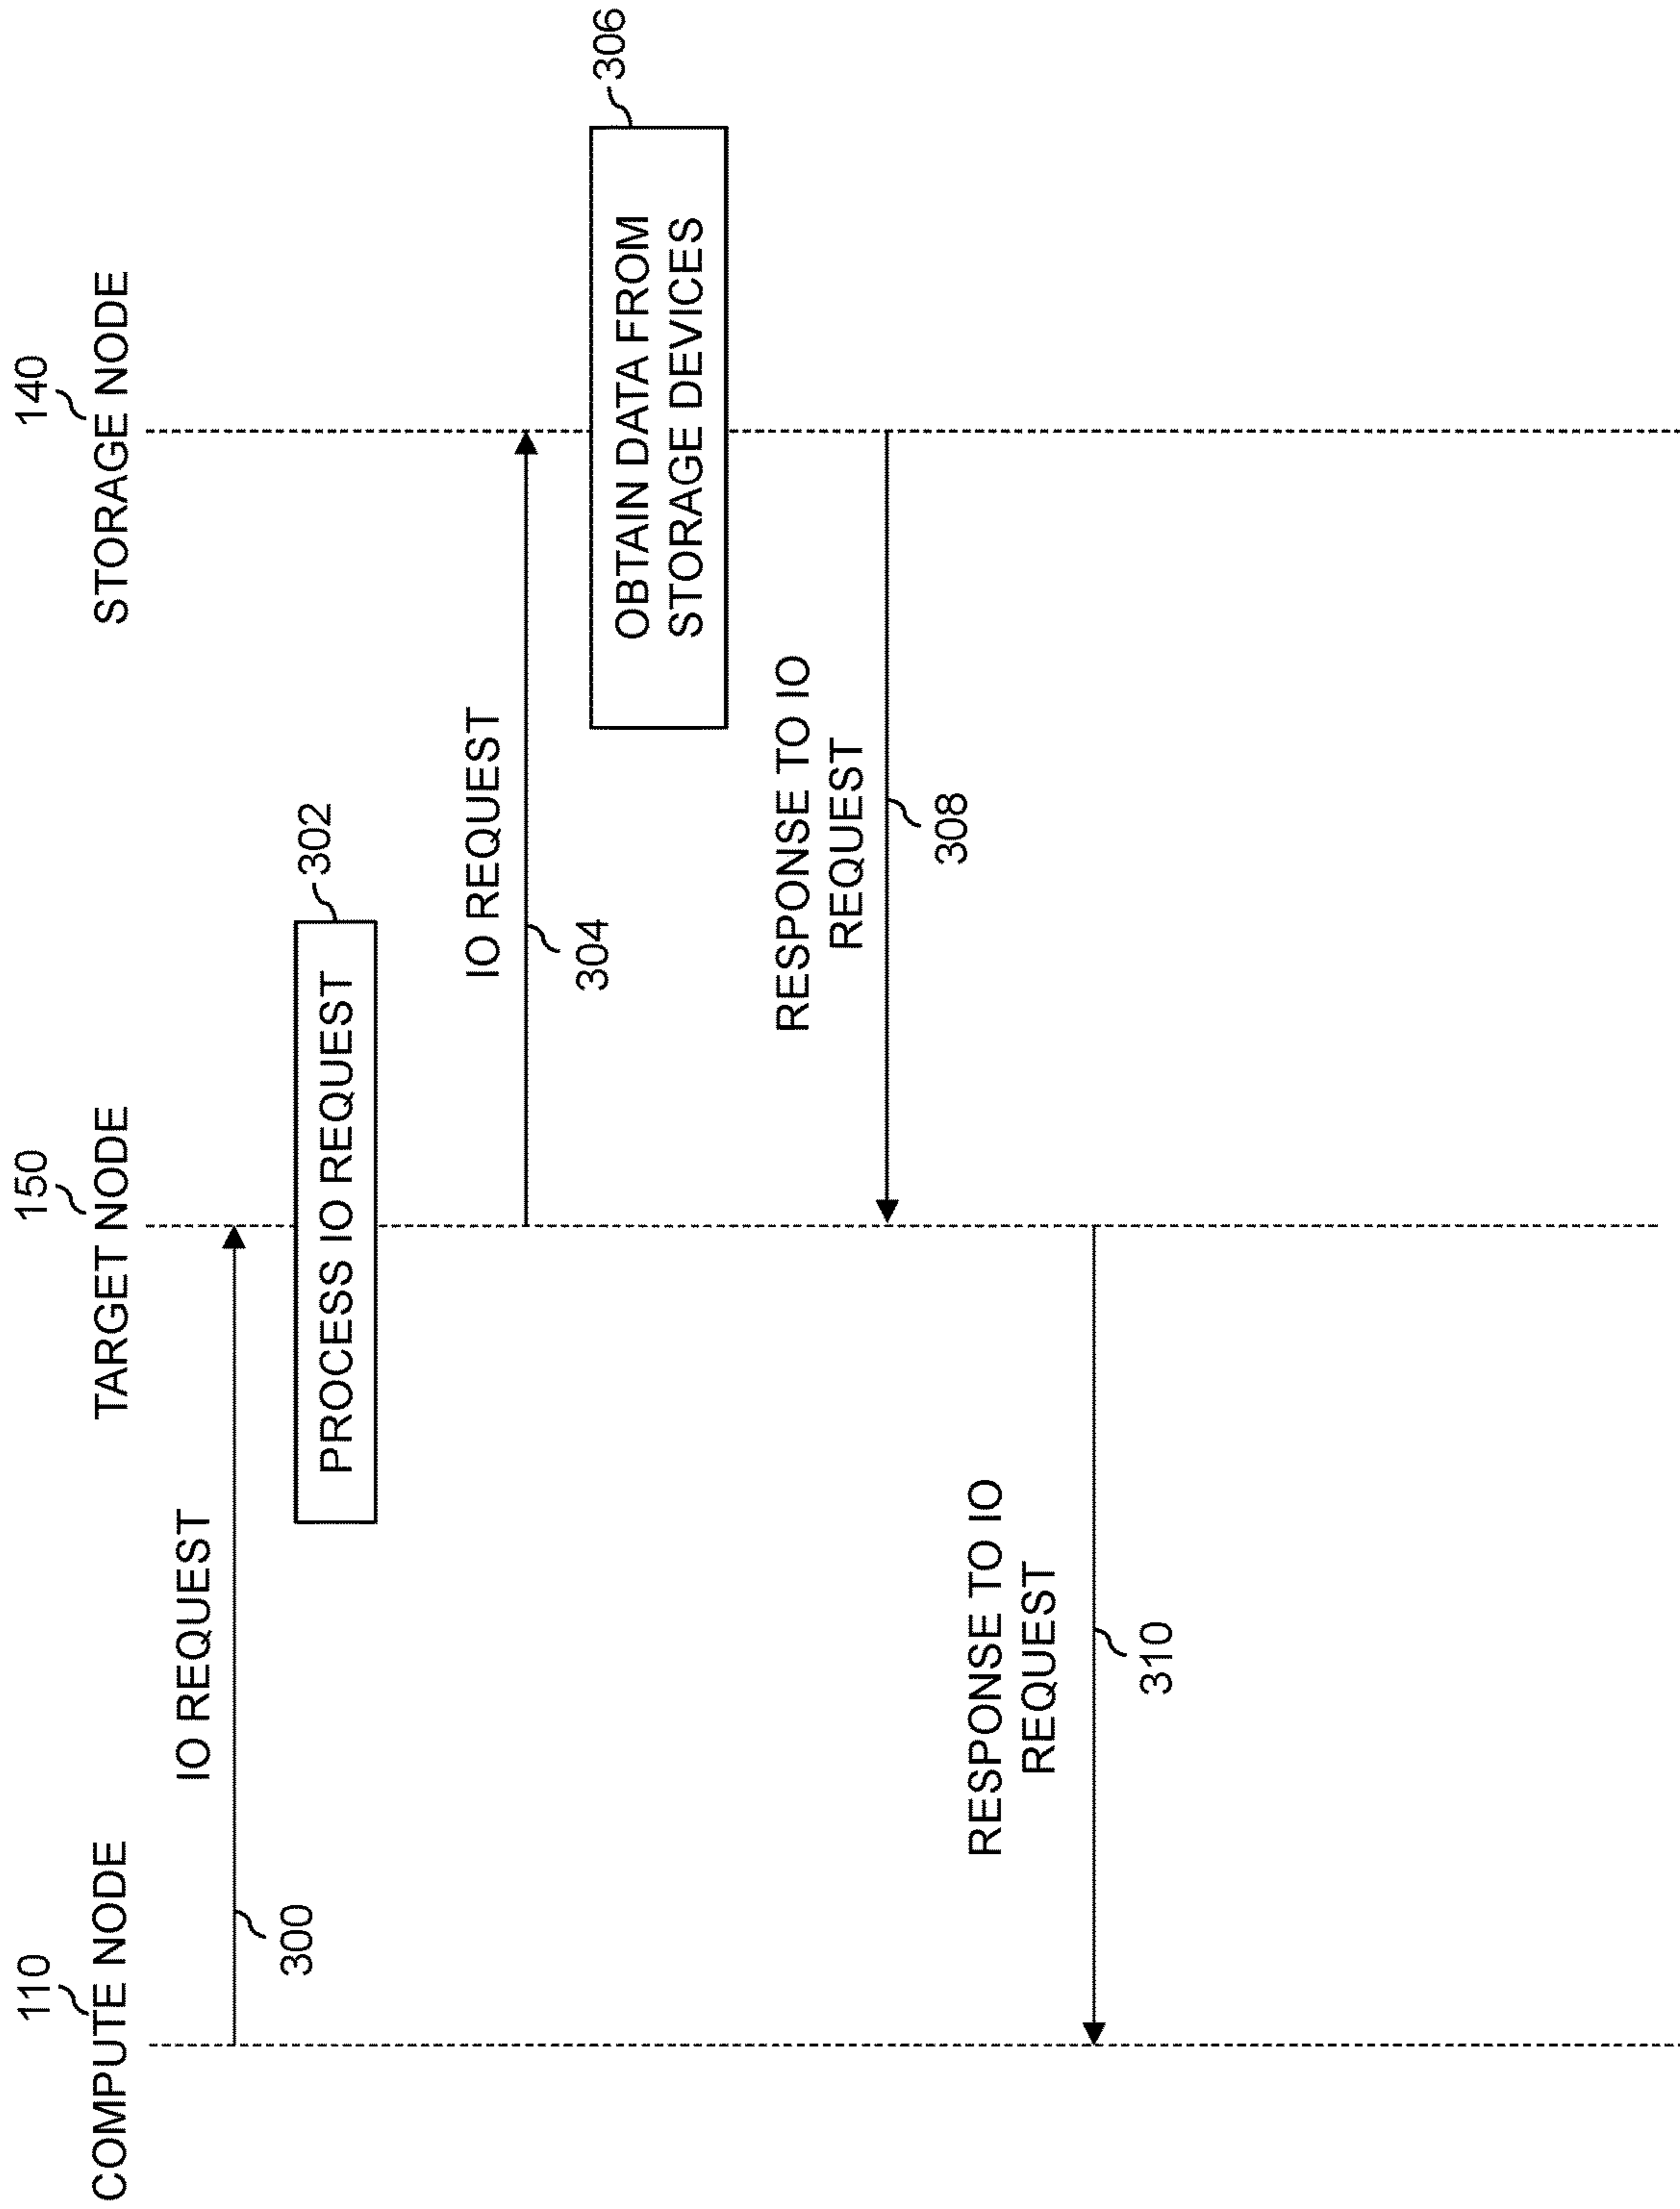 110
COMPUTE NODE
150
TARGET NODE
140
STORAGE NODE
IO REQUEST
300
PROCESS IO REQUEST
302
IO REQUEST
304
OBTAIN DATA FROM
STORAGE DEVICES
306
RESPONSE TO IO
REQUEST
308
RESPONSE TO IO
REQUEST
310